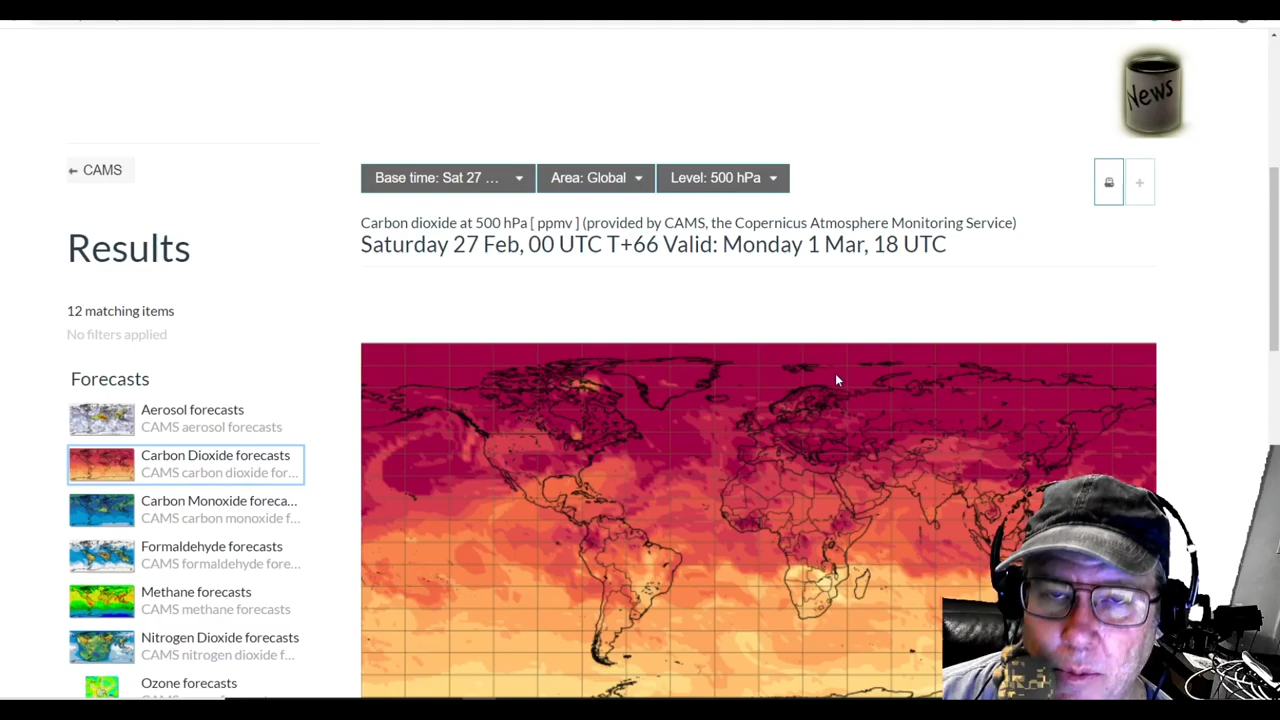 News
← CAMS
Base time: Sat 27 ...
Area: Global
Level: 500 hPa
+
Carbon dioxide at 500 hPa [ ppmv ] (provided by CAMS, the Copernicus Atmosphere Monitoring Service)
Saturday 27 Feb, 00 UTC T+66 Valid: Monday 1 Mar, 18 UTC
Results
12 matching items
No filters applied
Forecasts
Aerosol forecasts
CAMS aerosol forecasts
Carbon Dioxide forecasts
CAMS carbon dioxide for...
Carbon Monoxide foreca...
CAMS carbon monoxide f...
Formaldehyde forecasts
CAMS formaldehyde fore...
Methane forecasts
CAMS methane forecasts
Nitrogen Dioxide forecasts
CAMS nitrogen dioxide f...
Ozone forecasts